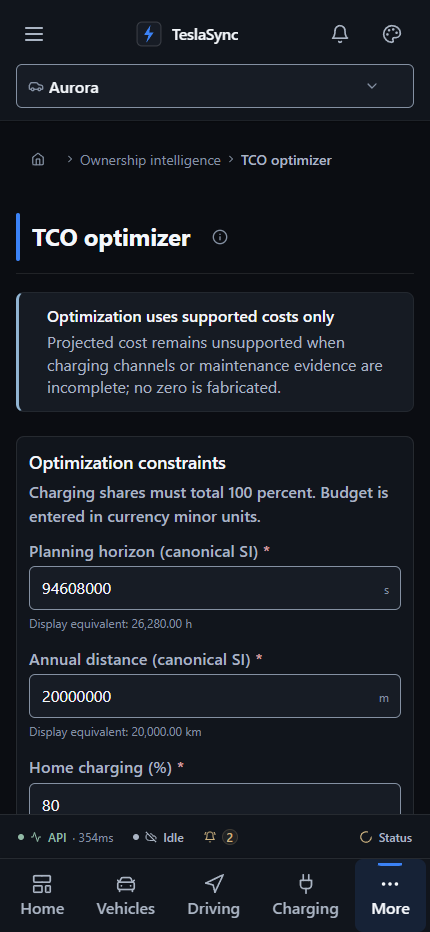 TeslaSync
Aurora
Ownership intelligence
TCO optimizer
TCO optimizer
Optimization uses supported costs only
Projected cost remains unsupported when
charging channels or maintenance evidence are
incomplete; no zero is fabricated.
Optimization constraints
Charging shares must total 100 percent. Budget is
entered in currency minor units.
Planning horizon (canonical SI) *
94608000 s
Display equivalent: 26,280.00 h
Annual distance (canonical SI) *
20000000 m
Display equivalent: 20,000.00 km
Home charging (%) *
80
API · 354ms Idle 2 Status
Home Vehicles Driving Charging More